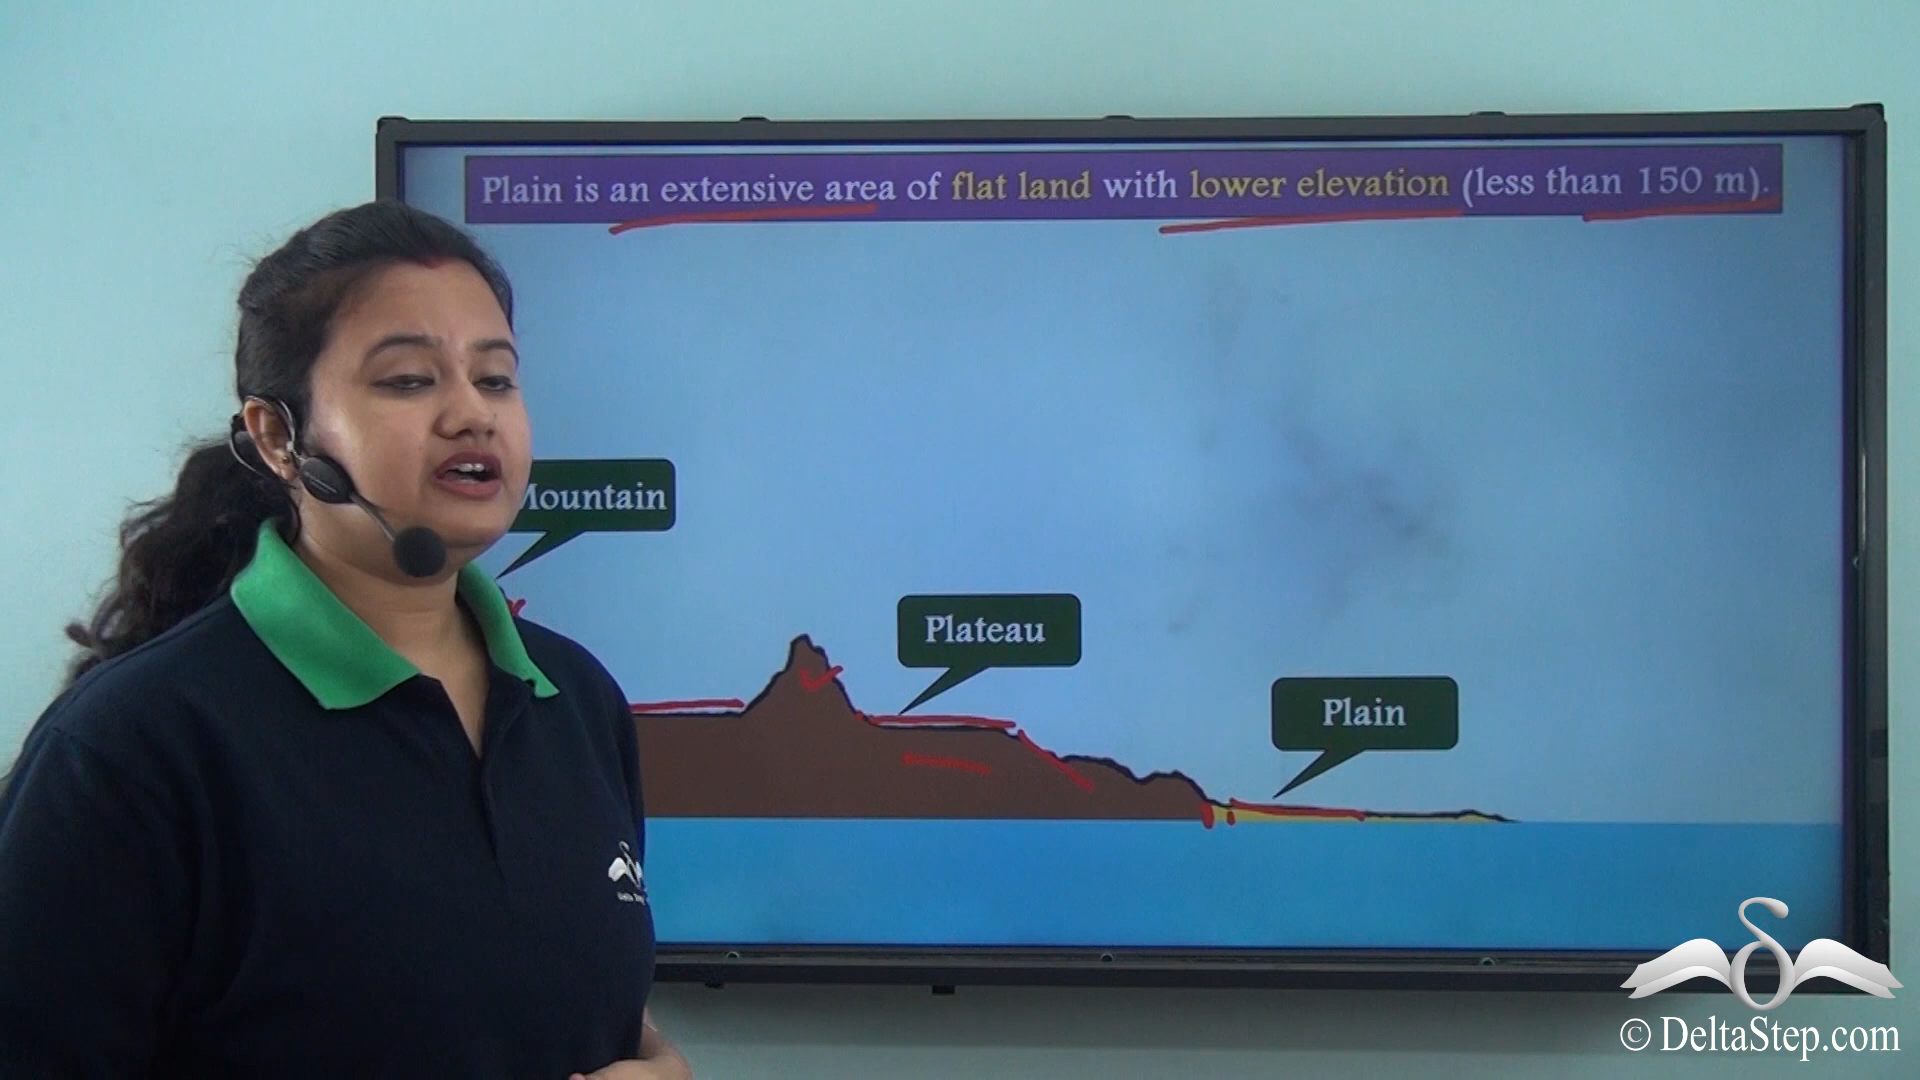 Plain is an extensive area of flat land with lower elevation (less than 150 m).
Mountain
Plateau
Plain
© DeltaStep.com